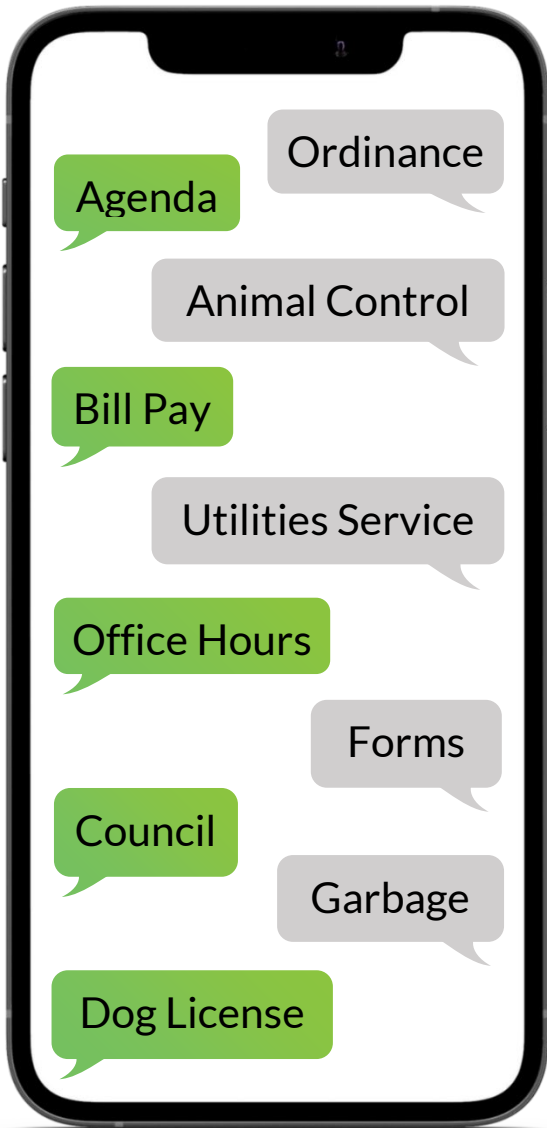 Ordinance
Agenda
Animal Control
Bill Pay
Utilities Service
Office Hours
Forms
Council
Garbage
Dog License